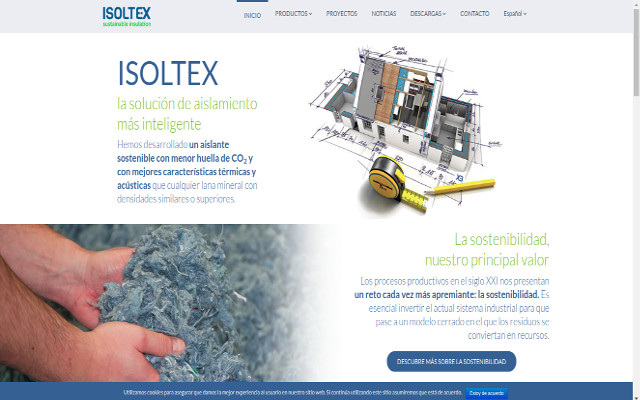 ISOLTEX
sustainable insulation
INICIO PRODUCTOS PROYECTOS NOTICIAS DESCARGAS CONTACTO Español
ISOLTEX
la solución de aislamiento
más inteligente
Hemos desarrollado un aislante
sostenible con menor huella de CO2 y
con mejores características térmicas y
acústicas que cualquier lana mineral con
densidades similares o superiores.
La sostenibilidad,
nuestro principal valor
Los procesos productivos en el siglo XXI nos presentan
un reto cada vez más apremiante: la sostenibilidad. Es
esencial invertir el actual sistema industrial para que
pase a un modelo cerrado en el que los residuos se
conviertan en recursos.
DESCUBRE MÁS SOBRE LA SOSTENIBILIDAD
Utilizamos cookies para asegurar que damos la mejor experiencia al usuario en nuestro sitio web. Si continúa utilizando este sitio asumiremos que está de acuerdo. Estoy de acuerdo